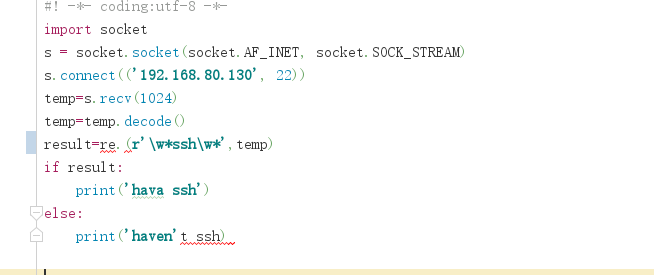 #! -*- coding:utf-8 -*-
import socket
s = socket.socket(socket.AF_INET, socket.SOCK_STREAM)
s.connect(('192.168.80.130', 22))
temp=s.recv(1024)
temp=temp.decode()
result=re.(r'\w*ssh\w*',temp)
if result:
    print('hava ssh')
else:
    print('haven't ssh)